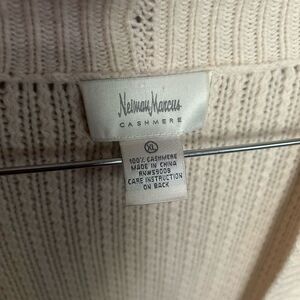 Neiman Marcus
CASHMERE
XL
100% CASHMERE
MADE IN CHINA
RN#59008
CARE INSTRUCTION
ON BACK